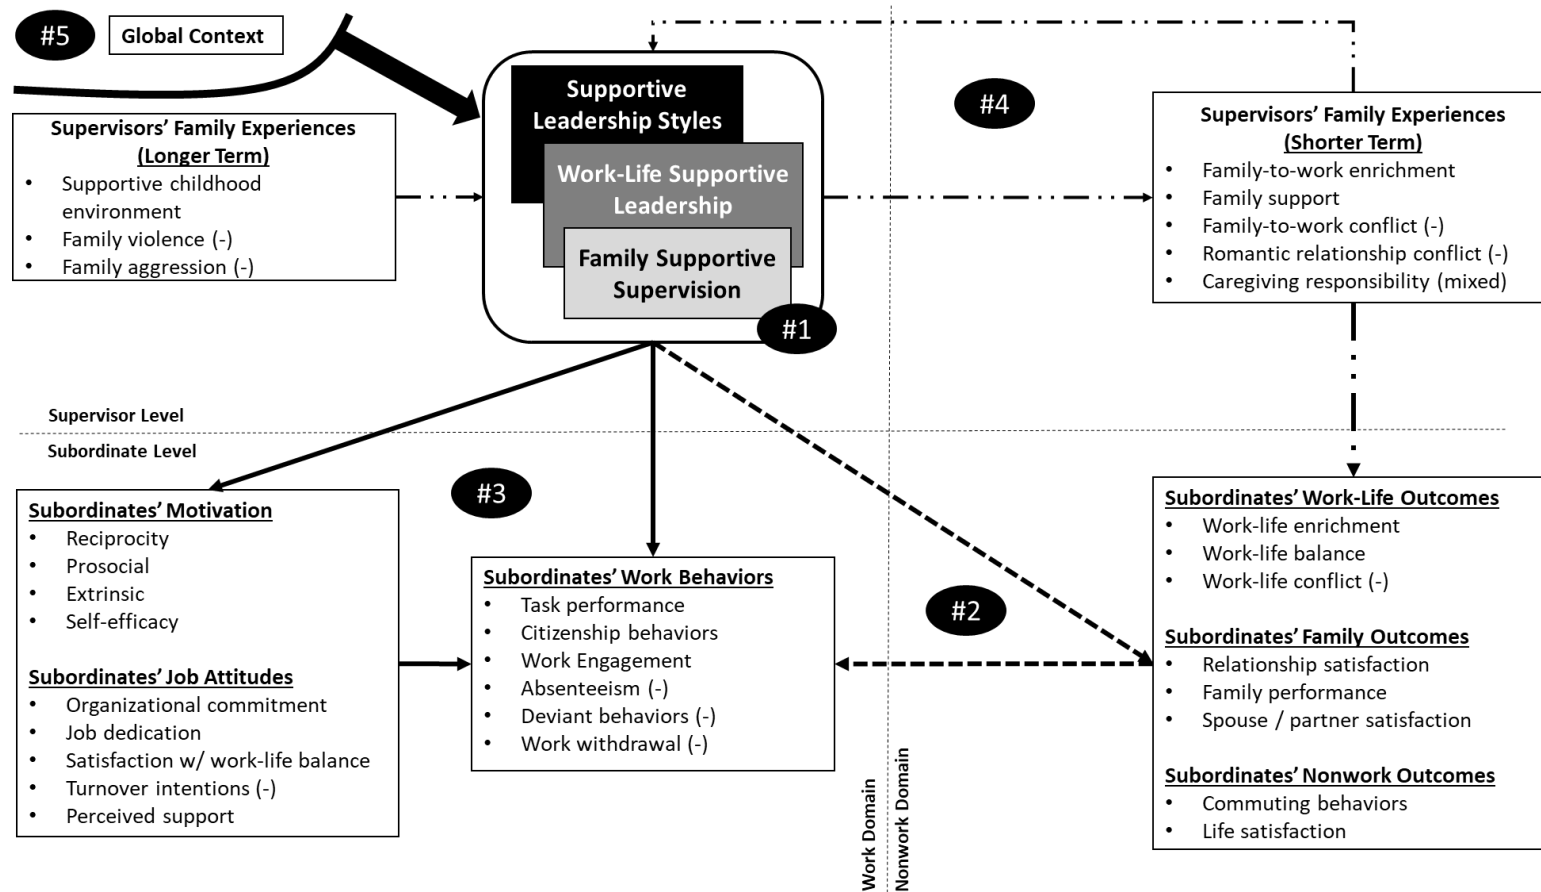 #5
Global Context
Supervisors’ Family Experiences
(Longer Term)
• Supportive childhood
environment
• Family violence (-)
• Family aggression (-)
Supportive
Leadership Styles
Work-Life Supportive
Leadership
Family Supportive
Supervision
#1
#4
Supervisors’ Family Experiences
(Shorter Term)
• Family-to-work enrichment
• Family support
• Family-to-work conflict (-)
• Romantic relationship conflict (-)
• Caregiving responsibility (mixed)
Supervisor Level
Subordinate Level
Subordinates’ Motivation
• Reciprocity
• Prosocial
• Extrinsic
• Self-efficacy
Subordinates’ Job Attitudes
• Organizational commitment
• Job dedication
• Satisfaction w/ work-life balance
• Turnover intentions (-)
• Perceived support
#3
Subordinates’ Work Behaviors
• Task performance
• Citizenship behaviors
• Work Engagement
• Absenteeism (-)
• Deviant behaviors (-)
• Work withdrawal (-)
#2
Work Domain
Nonwork Domain
Subordinates’ Work-Life Outcomes
• Work-life enrichment
• Work-life balance
• Work-life conflict (-)
Subordinates’ Family Outcomes
• Relationship satisfaction
• Family performance
• Spouse / partner satisfaction
Subordinates’ Nonwork Outcomes
• Commuting behaviors
• Life satisfaction